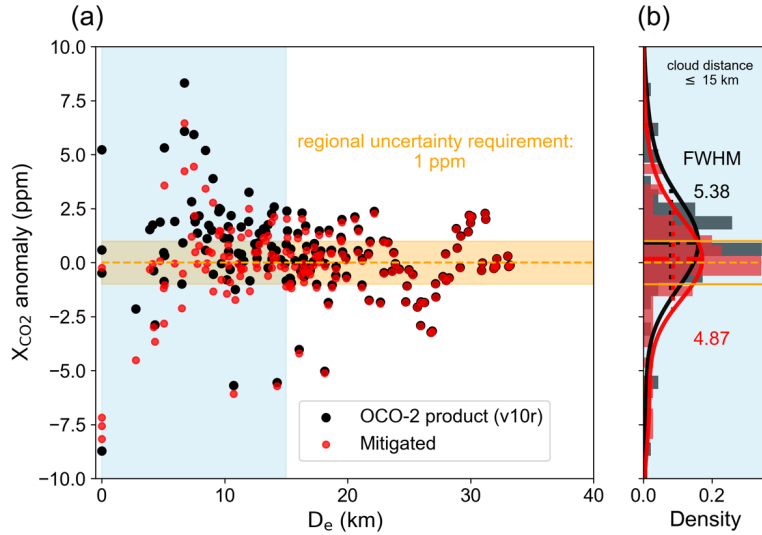 (a)
10.0
7.5
5.0
2.5
0.0
−2.5
−5.0
−7.5
−10.0
X_CO2 anomaly (ppm)
regional uncertainty requirement:
1 ppm
OCO-2 product (v10r)
Mitigated
0
10
20
30
40
D_e (km)
(b)
cloud distance
≤ 15 km
FWHM
5.38
4.87
0.0
0.2
Density